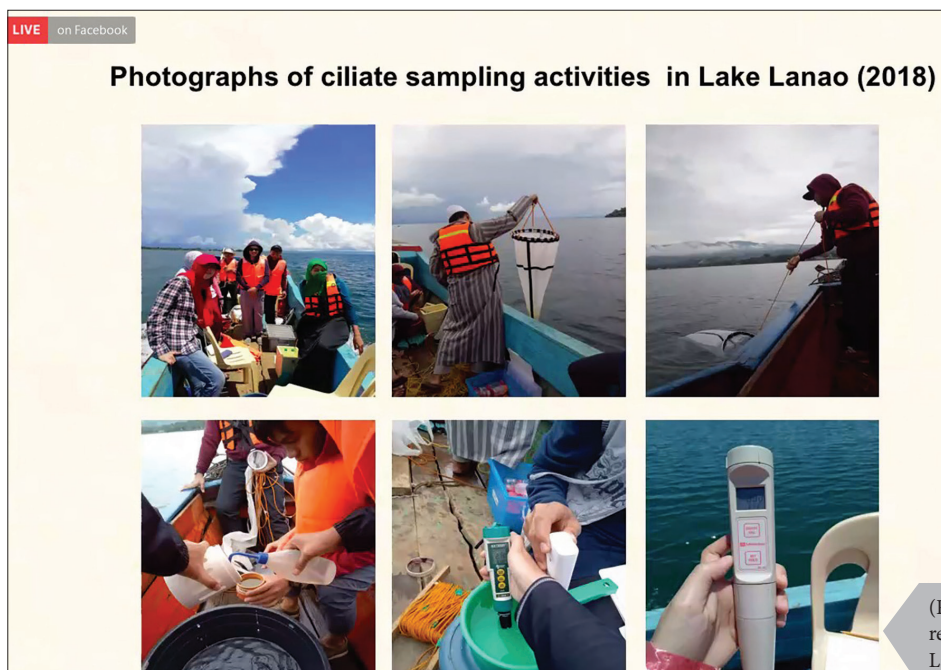 LIVE on Facebook
Photographs of ciliate sampling activities in Lake Lanao (2018)